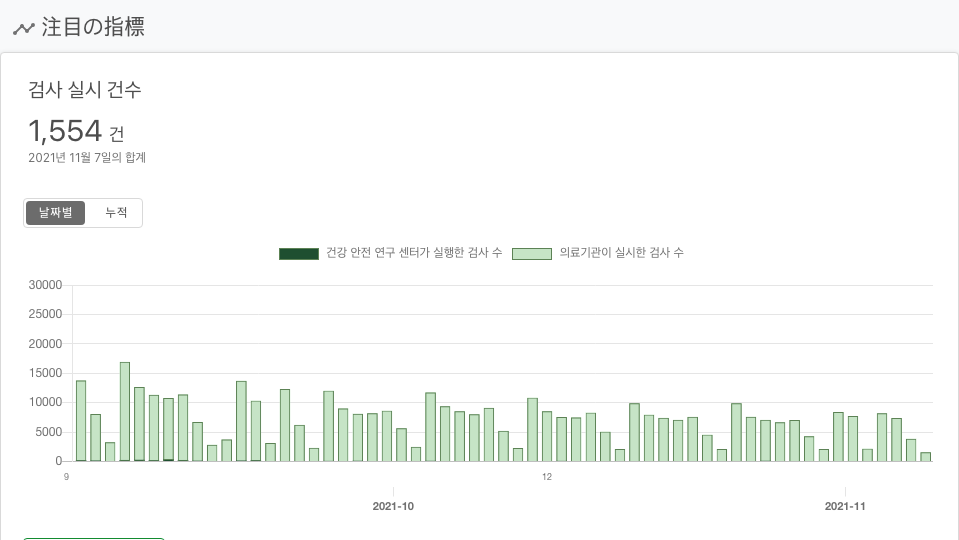 注目の指標
검사 실시 건수
1,554 건
2021년 11월 7일의 합계
날짜별 누적
건강 안전 연구 센터가 실행한 검사 수 의료기관이 실시한 검사 수
30000
25000
20000
15000
10000
5000
0
9 12
2021-10 2021-11